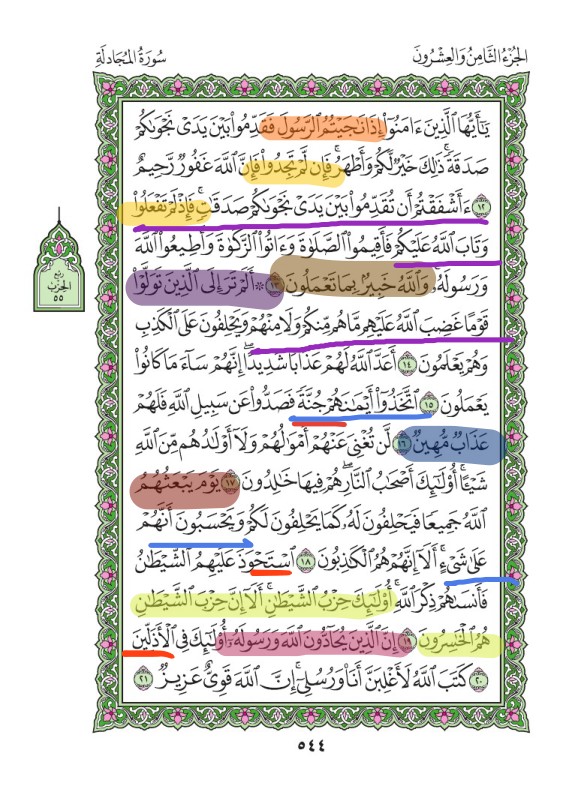 الجُزْءُ الثَّامِنُ وَالعِشْرُونَ
سُورَةُ المُجَادلَةِ
يَٰٓأَيُّهَا ٱلَّذِينَ ءَامَنُوٓاْ إِذَا نَٰجَيْتُمُ ٱلرَّسُولَ فَقَدِّمُواْ بَيْنَ يَدَىْ نَجْوَىٰكُمْ
صَدَقَةً ۚ ذَٰلِكَ خَيْرٌ لَّكُمْ وَأَطْهَرُ ۚ فَإِن لَّمْ تَجِدُواْ فَإِنَّ ٱللَّهَ غَفُورٌ رَّحِيمٌ
١٢ ءَأَشْفَقْتُمْ أَن تُقَدِّمُواْ بَيْنَ يَدَىْ نَجْوَىٰكُمْ صَدَقَٰتٍ ۚ فَإِذْ لَمْ تَفْعَلُواْ
وَتَابَ ٱللَّهُ عَلَيْكُمْ فَأَقِيمُواْ ٱلصَّلَوٰةَ وَءَاتُواْ ٱلزَّكَوٰةَ وَأَطِيعُواْ ٱللَّهَ
وَرَسُولَهُۥ ۚ وَٱللَّهُ خَبِيرٌۢ بِمَا تَعْمَلُونَ ١٣ ۞ أَلَمْ تَرَ إِلَى ٱلَّذِينَ تَوَلَّوْاْ
قَوْمًا غَضِبَ ٱللَّهُ عَلَيْهِم مَّا هُم مِّنكُمْ وَلَا مِنْهُمْ وَيَحْلِفُونَ عَلَى ٱلْكَذِبِ
وَهُمْ يَعْلَمُونَ ١٤ أَعَدَّ ٱللَّهُ لَهُمْ عَذَابًا شَدِيدًا ۖ إِنَّهُمْ سَآءَ مَا كَانُواْ
يَعْمَلُونَ ١٥ ٱتَّخَذُوٓاْ أَيْمَٰنَهُمْ جُنَّةً فَصَدُّواْ عَن سَبِيلِ ٱللَّهِ فَلَهُمْ
عَذَابٌ مُّهِينٌ ١٦ لَّن تُغْنِىَ عَنْهُمْ أَمْوَٰلُهُمْ وَلَآ أَوْلَٰدُهُم مِّنَ ٱللَّهِ
شَيْـًٔا ۚ أُوْلَٰٓئِكَ أَصْحَٰبُ ٱلنَّارِ ۖ هُمْ فِيهَا خَٰلِدُونَ ١٧ يَوْمَ يَبْعَثُهُمُ
ٱللَّهُ جَمِيعًا فَيَحْلِفُونَ لَهُۥ كَمَا يَحْلِفُونَ لَكُمْ ۖ وَيَحْسَبُونَ أَنَّهُمْ
عَلَىٰ شَىْءٍ ۚ أَلَآ إِنَّهُمْ هُمُ ٱلْكَٰذِبُونَ ١٨ ٱسْتَحْوَذَ عَلَيْهِمُ ٱلشَّيْطَٰنُ
فَأَنسَىٰهُمْ ذِكْرَ ٱللَّهِ ۚ أُوْلَٰٓئِكَ حِزْبُ ٱلشَّيْطَٰنِ ۚ أَلَآ إِنَّ حِزْبَ ٱلشَّيْطَٰنِ
هُمُ ٱلْخَٰسِرُونَ ١٩ إِنَّ ٱلَّذِينَ يُحَآدُّونَ ٱللَّهَ وَرَسُولَهُۥٓ أُوْلَٰٓئِكَ فِى ٱلْأَذَلِّينَ
٢٠ كَتَبَ ٱللَّهُ لَأَغْلِبَنَّ أَنَا۠ وَرُسُلِىٓ ۚ إِنَّ ٱللَّهَ قَوِىٌّ عَزِيزٌ ٢١
ربع
الحزب
٥٥
٥٤٤